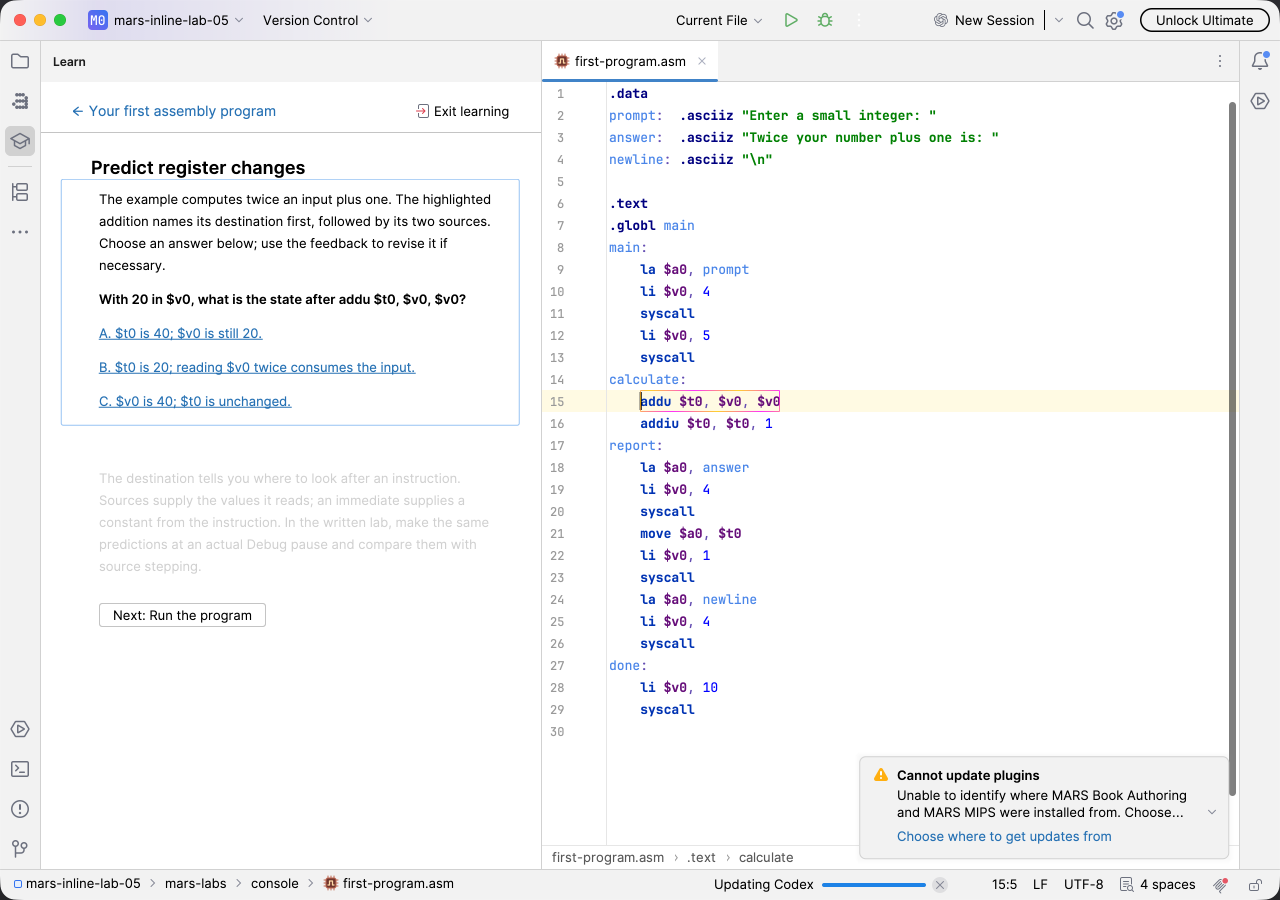 M0 mars-inline-lab-05 Version Control Current File New Session Unlock Ultimate
Learn
first-program.asm
Your first assembly program
Exit learning
Predict register changes
The example computes twice an input plus one. The highlighted
addition names its destination first, followed by its two sources.
Choose an answer below; use the feedback to revise it if
necessary.
With 20 in $v0, what is the state after addu $t0, $v0, $v0?
A. $t0 is 40; $v0 is still 20.
B. $t0 is 20; reading $v0 twice consumes the input.
C. $v0 is 40; $t0 is unchanged.
The destination tells you where to look after an instruction.
Sources supply the values it reads; an immediate supplies a
constant from the instruction. In the written lab, make the same
predictions at an actual Debug pause and compare them with
source stepping.
Next: Run the program
1 .data
2 prompt:  .asciiz "Enter a small integer: "
3 answer:  .asciiz "Twice your number plus one is: "
4 newline: .asciiz "\n"
5
6 .text
7 .globl main
8 main:
9     la $a0, prompt
10     li $v0, 4
11     syscall
12     li $v0, 5
13     syscall
14 calculate:
15     addu $t0, $v0, $v0
16     addiu $t0, $t0, 1
17 report:
18     la $a0, answer
19     li $v0, 4
20     syscall
21     move $a0, $t0
22     li $v0, 1
23     syscall
24     la $a0, newline
25     li $v0, 4
26     syscall
27 done:
28     li $v0, 10
29     syscall
30
Cannot update plugins
Unable to identify where MARS Book Authoring
and MARS MIPS were installed from. Choose...
Choose where to get updates from
first-program.asm › .text › calculate
mars-inline-lab-05 > mars-labs > console > first-program.asm
Updating Codex 15:5 LF UTF-8 4 spaces